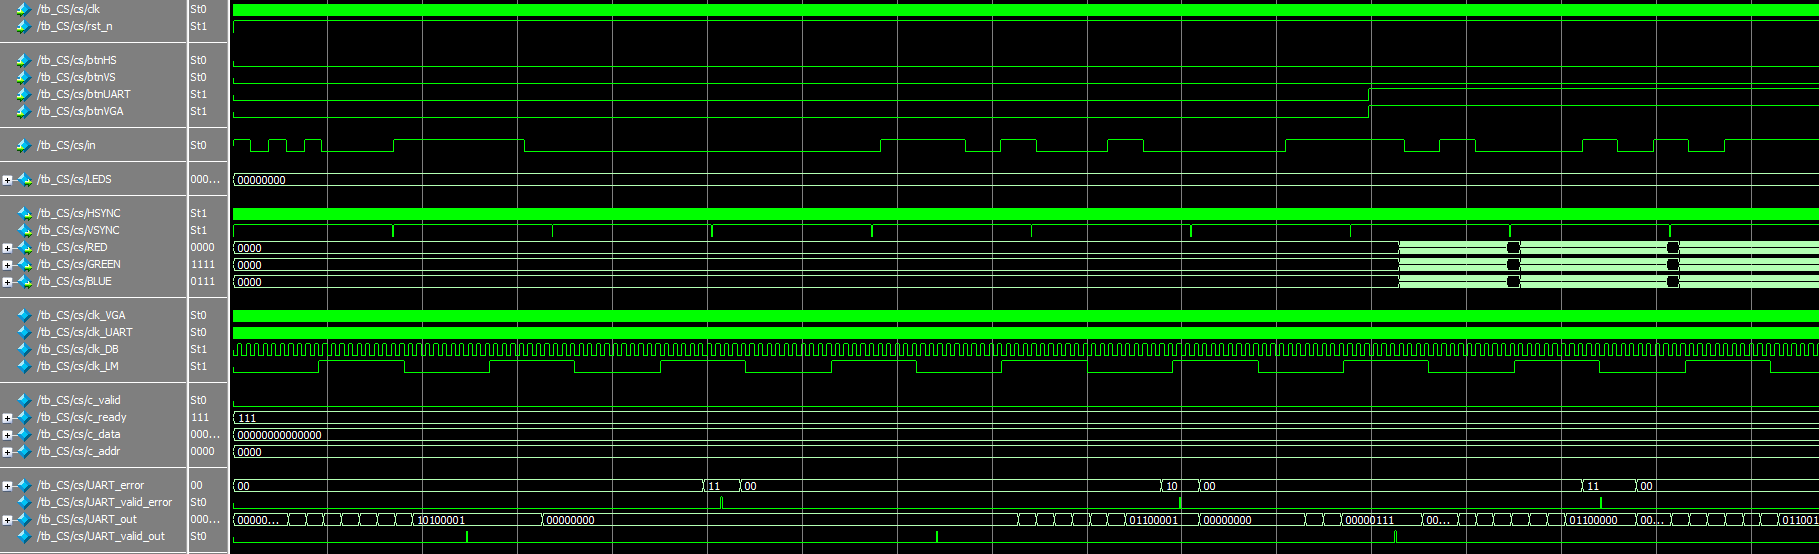 /tb_CS/cs/clk St0
/tb_CS/cs/rst_n St1
/tb_CS/cs/btnHS St0
/tb_CS/cs/btnVS St0
/tb_CS/cs/btnUART St1
/tb_CS/cs/btnVGA St1
/tb_CS/cs/in St0
/tb_CS/cs/LEDS 000... 00000000
/tb_CS/cs/HSYNC St1
/tb_CS/cs/VSYNC St1
/tb_CS/cs/RED 0000 0000
/tb_CS/cs/GREEN 1111 0000
/tb_CS/cs/BLUE 0111 0000
/tb_CS/cs/clk_VGA St0
/tb_CS/cs/clk_UART St0
/tb_CS/cs/clk_DB St1
/tb_CS/cs/clk_LM St1
/tb_CS/cs/c_valid St0
/tb_CS/cs/c_ready 111 111
/tb_CS/cs/c_data 000... 00000000000000
/tb_CS/cs/c_addr 0000 0000
/tb_CS/cs/UART_error 00 00 11 00 10 00 11 00
/tb_CS/cs/UART_valid_error St0
/tb_CS/cs/UART_out 000... 00000... 10100001 00000000 01100001 00000000 00000111 00... 01100000 00... 011001
/tb_CS/cs/UART_valid_out St0